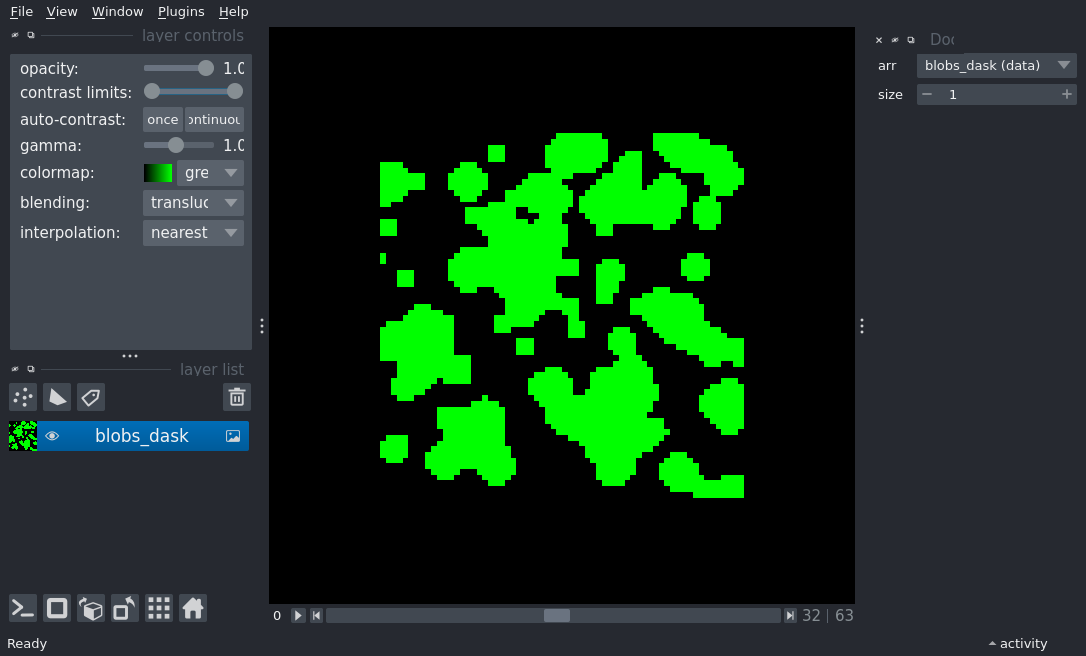 File View Window Plugins Help
layer controls
opacity: 1.0
contrast limits:
auto-contrast: once ontinuou
gamma: 1.0
colormap: gre
blending: transluc
interpolation: nearest
layer list
blobs_dask
0 32 | 63
Doc
arr blobs_dask (data)
size 1
Ready
activity